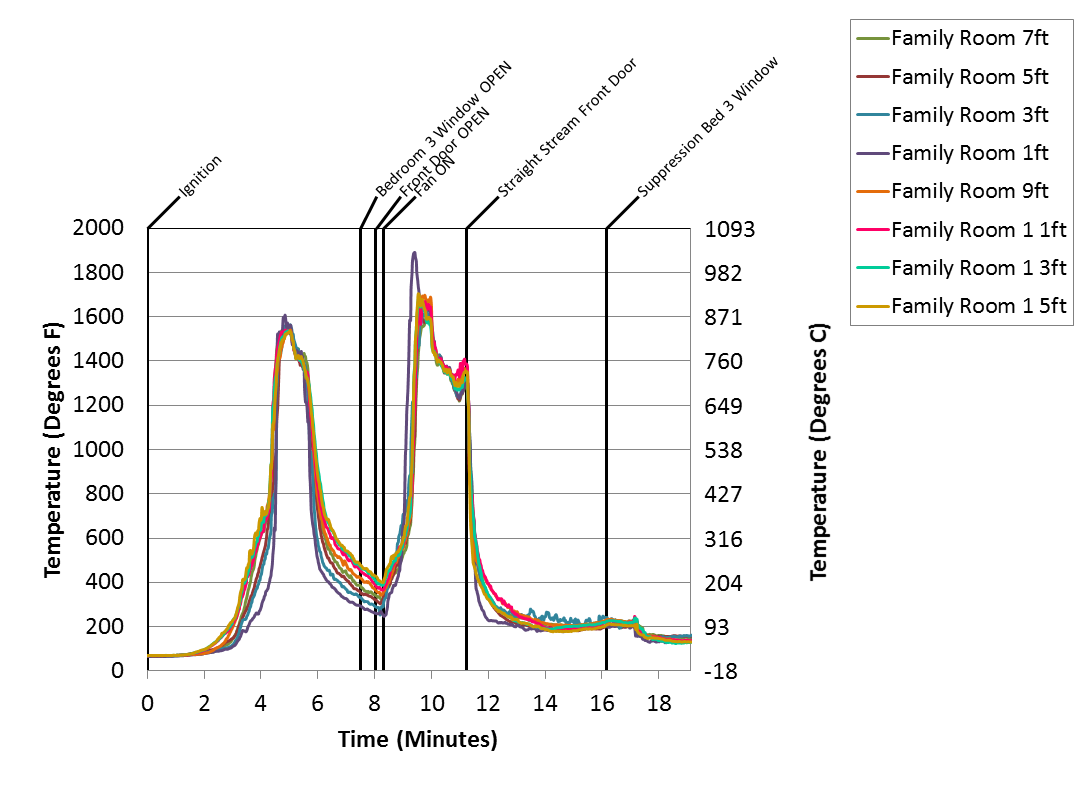 Family Room 7ft
Family Room 5ft
Family Room 3ft
Family Room 1ft
Family Room 9ft
Family Room 1 1ft
Family Room 1 3ft
Family Room 1 5ft
Ignition
Bedroom 3 Window OPEN
Front Door OPEN
Fan ON
Straight Stream Front Door
Suppression Bed 3 Window
Temperature (Degrees F)
2000
1800
1600
1400
1200
1000
800
600
400
200
0
1093
982
871
760
649
538
427
316
204
93
-18
Temperature (Degrees C)
0 2 4 6 8 10 12 14 16 18
Time (Minutes)